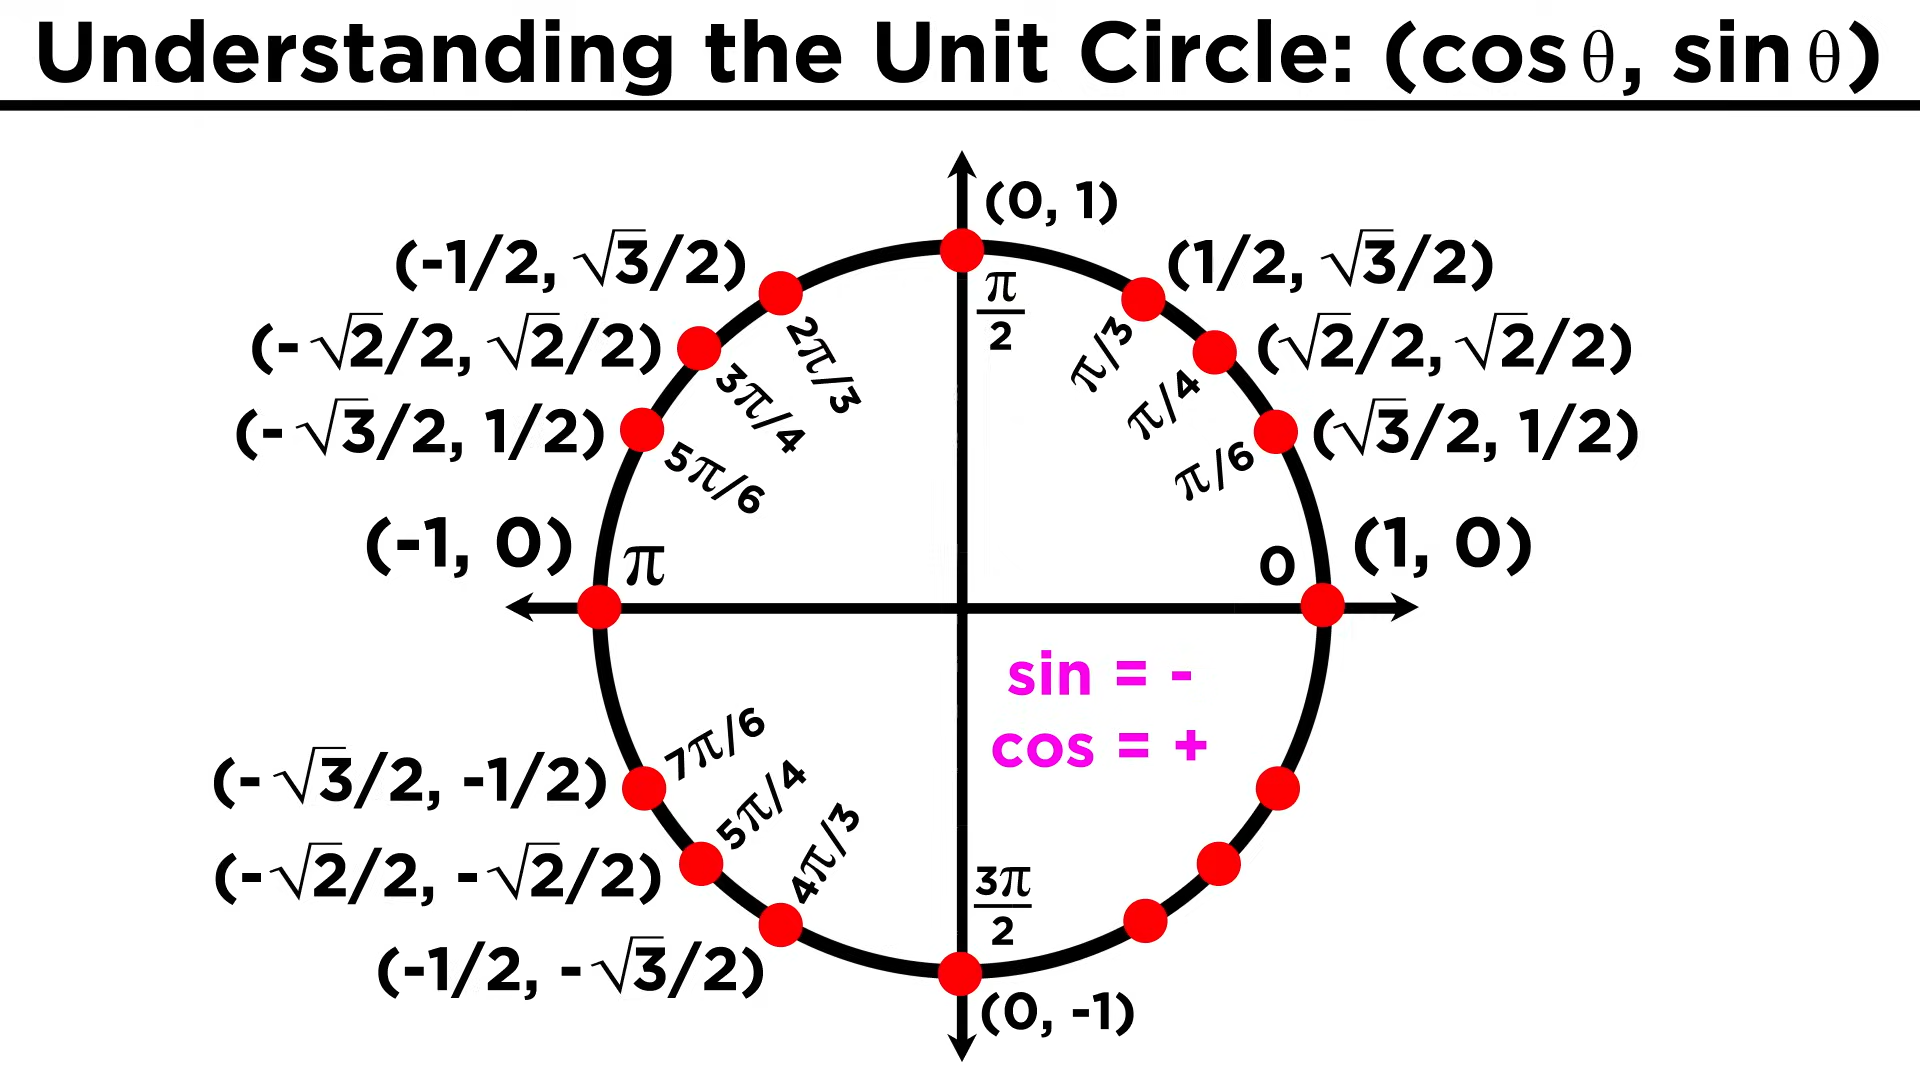 Understanding the Unit Circle: (cos θ, sin θ)
(0, 1)
(-1/2, √3/2)
(1/2, √3/2)
π/2
(-√2/2, √2/2)
2π/3
π/3
(√2/2, √2/2)
3π/4
π/4
(-√3/2, 1/2)
5π/6
π/6
(√3/2, 1/2)
(-1, 0)
π
0
(1, 0)
sin = -
cos = +
(-√3/2, -1/2)
7π/6
(-√2/2, -√2/2)
5π/4
4π/3
3π/2
(-1/2, -√3/2)
(0, -1)